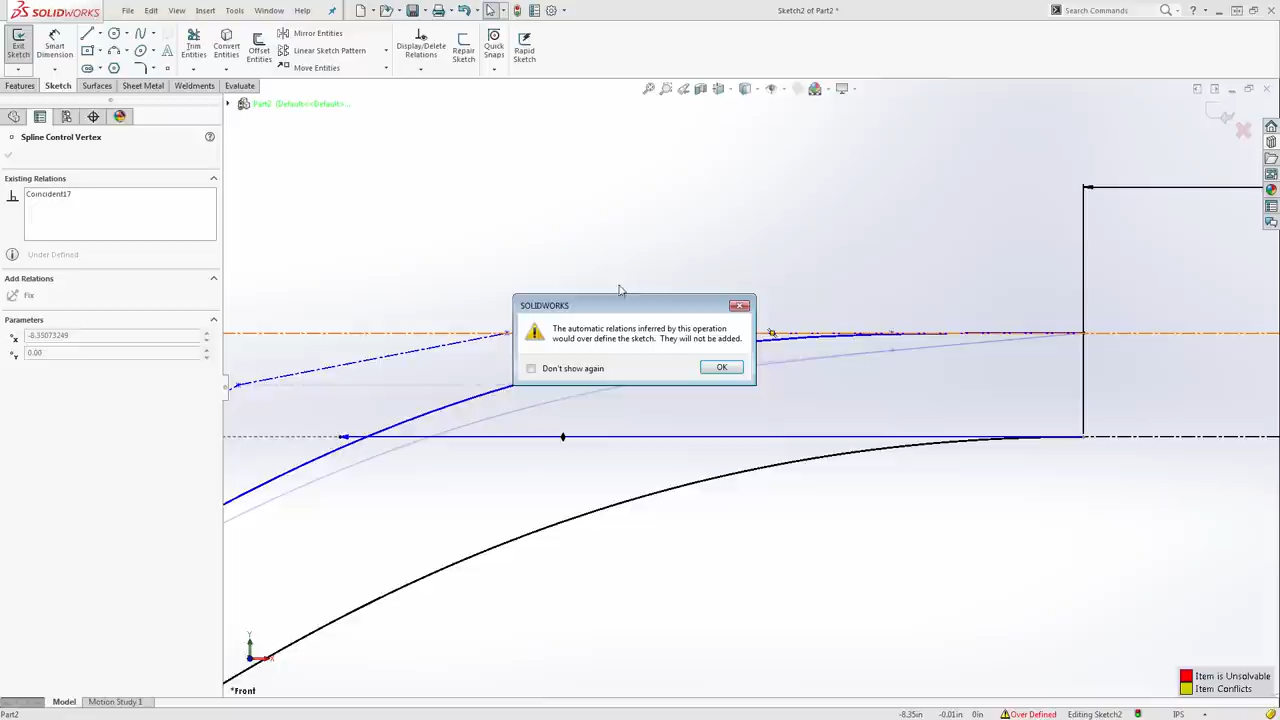 SOLIDWORKS
File
Edit
View
Insert
Tools
Window
Help
Sketch2 of Part2 *
Search Commands
Exit
Sketch
Smart
Dimension
Trim
Entities
Convert
Entities
Offset
Entities
Mirror Entities
Linear Sketch Pattern
Move Entities
Display/Delete
Relations
Repair
Sketch
Quick
Snaps
Rapid
Sketch
Features
Sketch
Surfaces
Sheet Metal
Weldments
Evaluate
Part2 (Default<<Default>...
Spline Control Vertex
Existing Relations
Coincident17
Under Defined
Add Relations
Fix
Parameters
-8.35073249
0.00
SOLIDWORKS
The automatic relations inferred by this operation
would over define the sketch. They will not be added.
Don't show again
OK
Y
X
*Front
Item is Unsolvable
Item Conflicts
Model
Motion Study 1
Part2
-8.35in
-0.01in
0in
Over Defined
Editing Sketch2
IPS